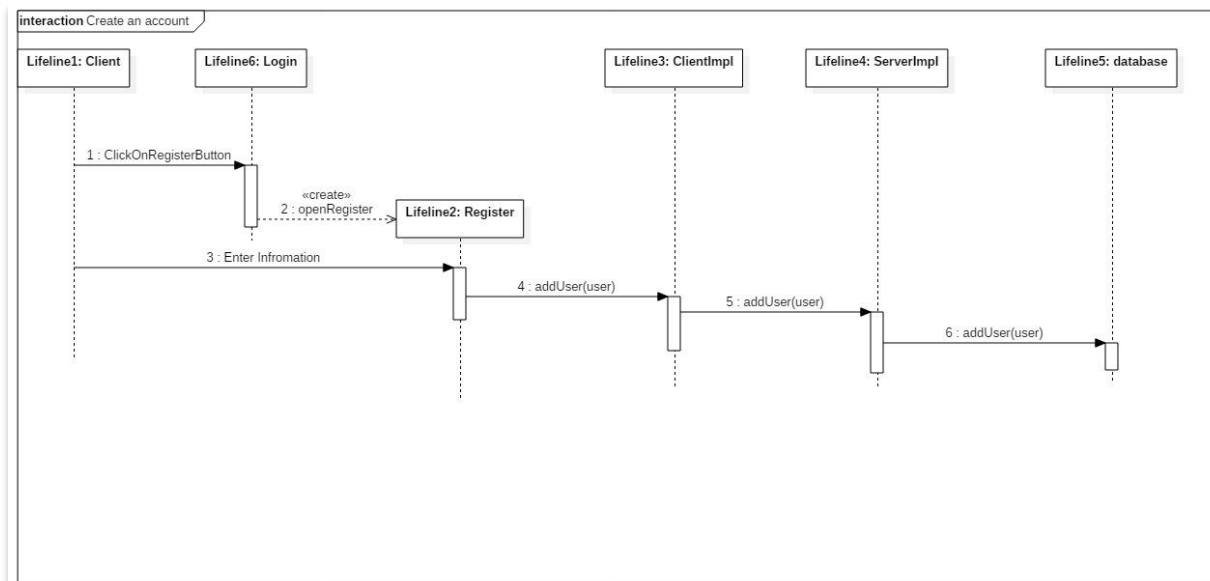 interaction Create an account
Lifeline1: Client
Lifeline6: Login
Lifeline3: ClientImpl
Lifeline4: ServerImpl
Lifeline5: database
1 : ClickOnRegisterButton
«create»
2 : openRegister
Lifeline2: Register
3 : Enter Infromation
4 : addUser(user)
5 : addUser(user)
6 : addUser(user)